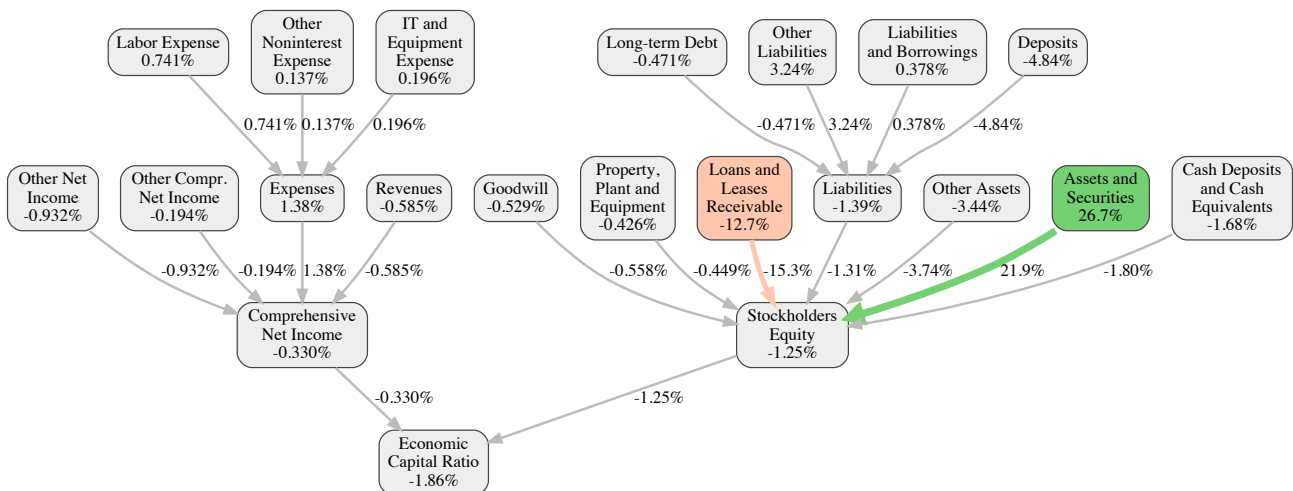 Labor Expense
0.741%
Other
Noninterest
Expense
0.137%
IT and
Equipment
Expense
0.196%
Long-term Debt
-0.471%
Other
Liabilities
3.24%
Liabilities
and Borrowings
0.378%
Deposits
-4.84%
0.741%
0.137%
0.196%
-0.471%
3.24%
0.378%
-4.84%
Other Net
Income
-0.932%
Other Compr.
Net Income
-0.194%
Expenses
1.38%
Revenues
-0.585%
Goodwill
-0.529%
Property,
Plant and
Equipment
-0.426%
Loans and
Leases
Receivable
-12.7%
Liabilities
-1.39%
Other Assets
-3.44%
Assets and
Securities
26.7%
Cash Deposits
and Cash
Equivalents
-1.68%
-0.932%
-0.194%
1.38%
-0.585%
-0.558%
-0.449%
-15.3%
-1.31%
-3.74%
21.9%
-1.80%
Comprehensive
Net Income
-0.330%
Stockholders
Equity
-1.25%
-0.330%
-1.25%
Economic
Capital Ratio
-1.86%